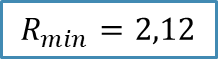 R_min = 2,12